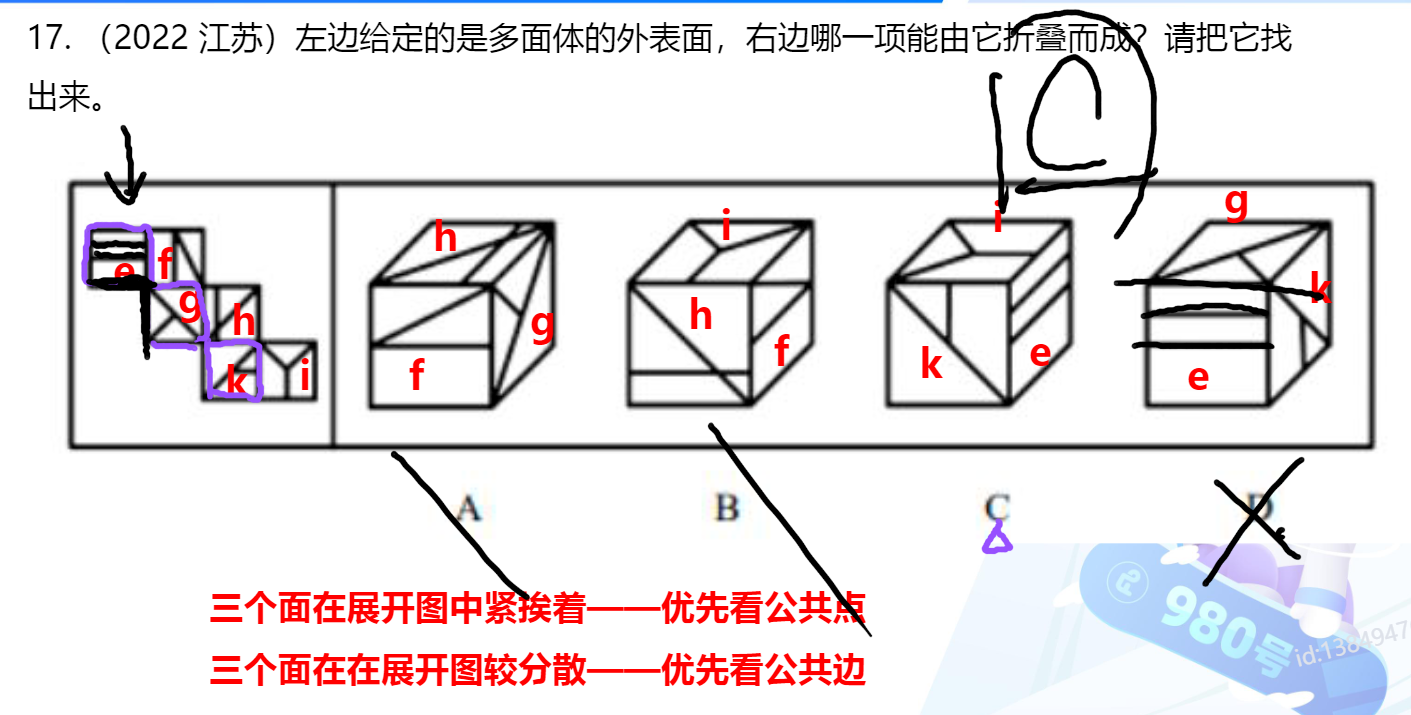 17. （2022 江苏）左边给定的是多面体的外表面，右边哪一项能由它折叠而成？请把它找
出来。
C
e f g h k i
h f g
i h f
i k e
g k e
A B C D
三个面在展开图中紧挨着——优先看公共点
三个面在在展开图较分散——优先看公共边
980号